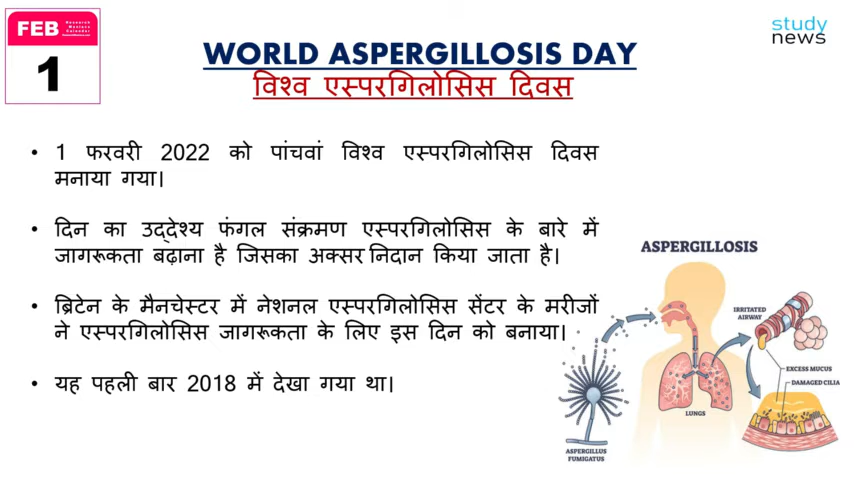 FEB
Research
Mentors
Calendar
1
study
news
WORLD ASPERGILLOSIS DAY
विश्व एस्परगिलोसिस दिवस
• 1 फरवरी 2022 को पांचवां विश्व एस्परगिलोसिस दिवस
मनाया गया।
• दिन का उद्देश्य फंगल संक्रमण एस्परगिलोसिस के बारे में
जागरूकता बढ़ाना है जिसका अक्सर निदान किया जाता है।
• ब्रिटेन के मैनचेस्टर में नेशनल एस्परगिलोसिस सेंटर के मरीजों
ने एस्परगिलोसिस जागरूकता के लिए इस दिन को बनाया।
• यह पहली बार 2018 में देखा गया था।
ASPERGILLOSIS
IRRITATED
AIRWAY
EXCESS MUCUS
DAMAGED CILIA
LUNGS
ASPERGILLUS
FUMIGATUS